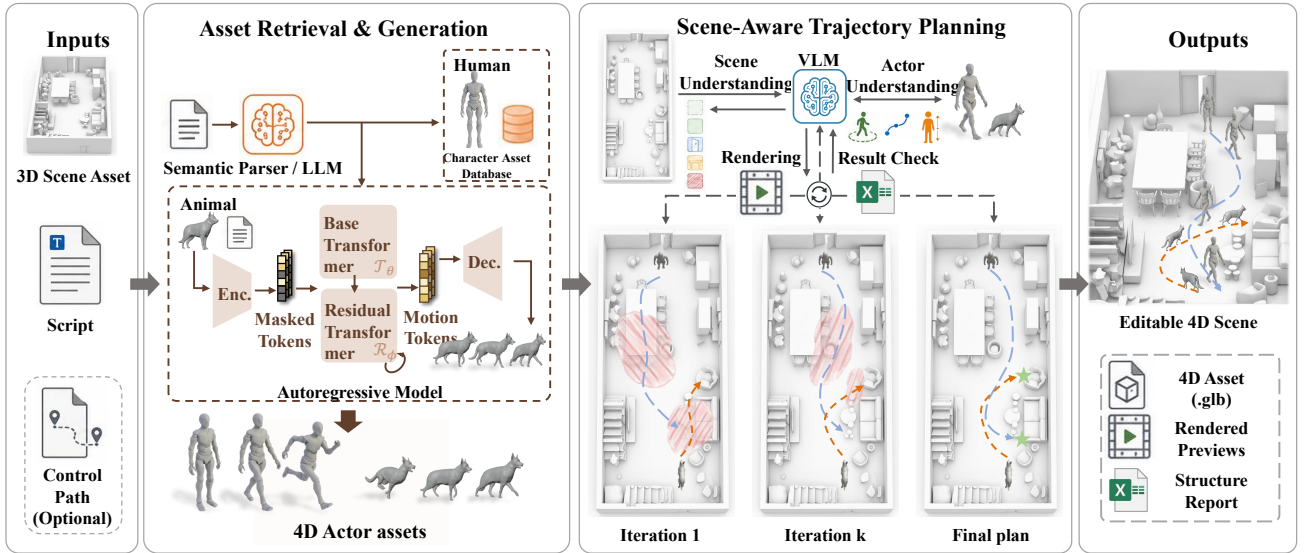 Inputs
3D Scene Asset
T
Script
Control
Path
(Optional)
Asset Retrieval & Generation
Semantic Parser / LLM
Human
Character Asset
Database
Animal
Enc.
Masked
Tokens
Base
Transfor
mer
𝒯θ
Residual
Transfor
mer
ℛϕ
Motion
Tokens
Dec.
Autoregressive Model
4D Actor assets
Scene-Aware Trajectory Planning
Scene
Understanding
VLM
Actor
Understanding
Rendering
Result Check
X
Iteration 1
Iteration k
Final plan
Outputs
Editable 4D Scene
4D Asset
(.glb)
Rendered
Previews
X
Structure
Report